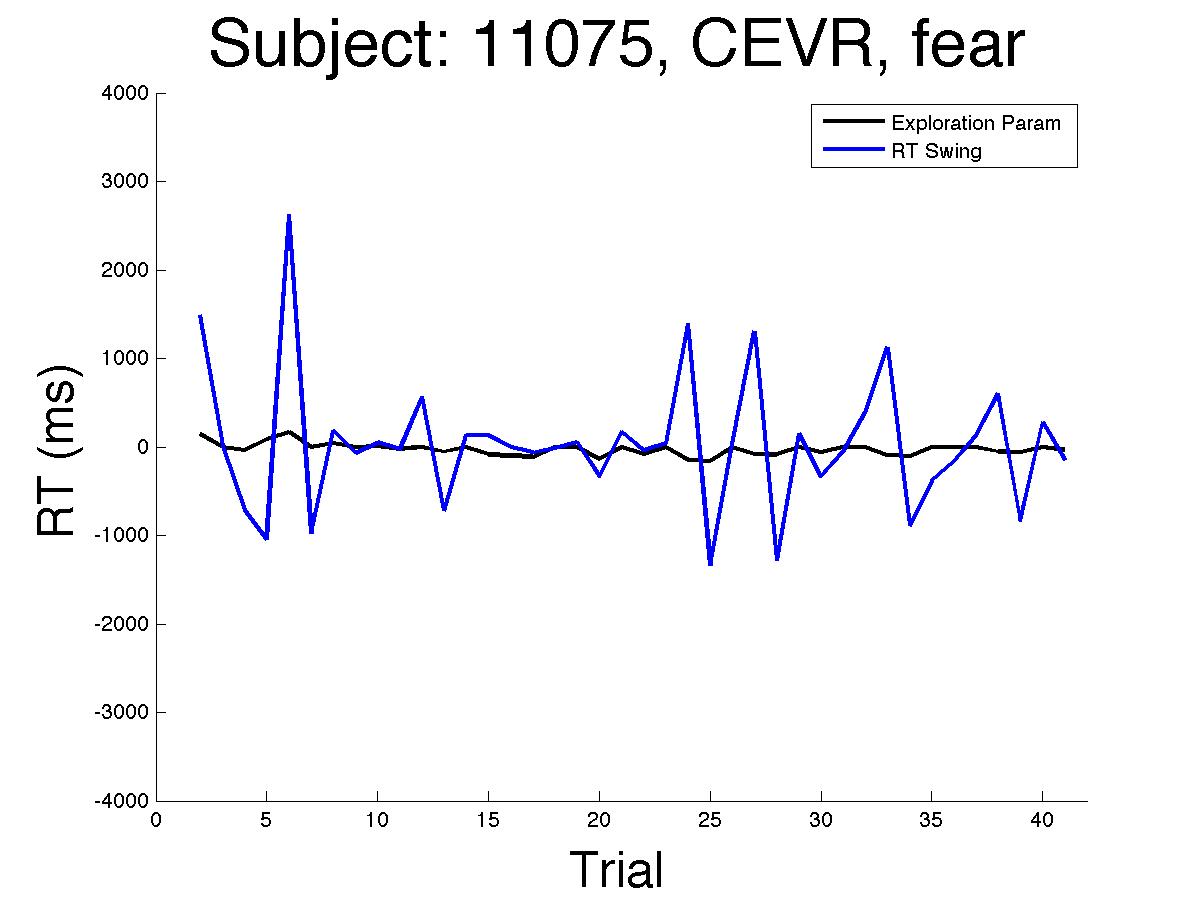 Subject: 11075, CEVR, fear
Exploration Param
RT Swing
RT (ms)
4000
3000
2000
1000
0
-1000
-2000
-3000
-4000
0 5 10 15 20 25 30 35 40
Trial